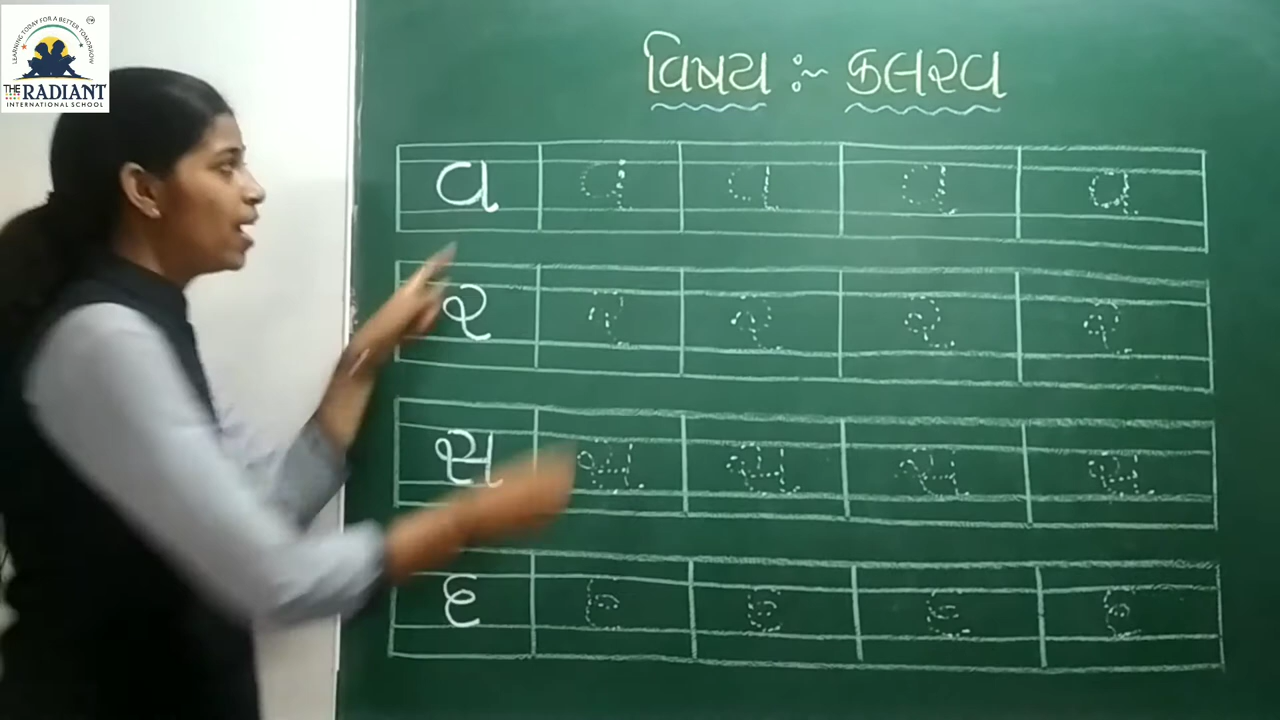 LEARNING TODAY FOR A BETTER TOMORROW
THE RADIANT
INTERNATIONAL SCHOOL
વિષય :~ કલરવ
વ વ વ વ વ
ર ર ર ર ર
સ સ સ સ સ
દ દ દ દ દ